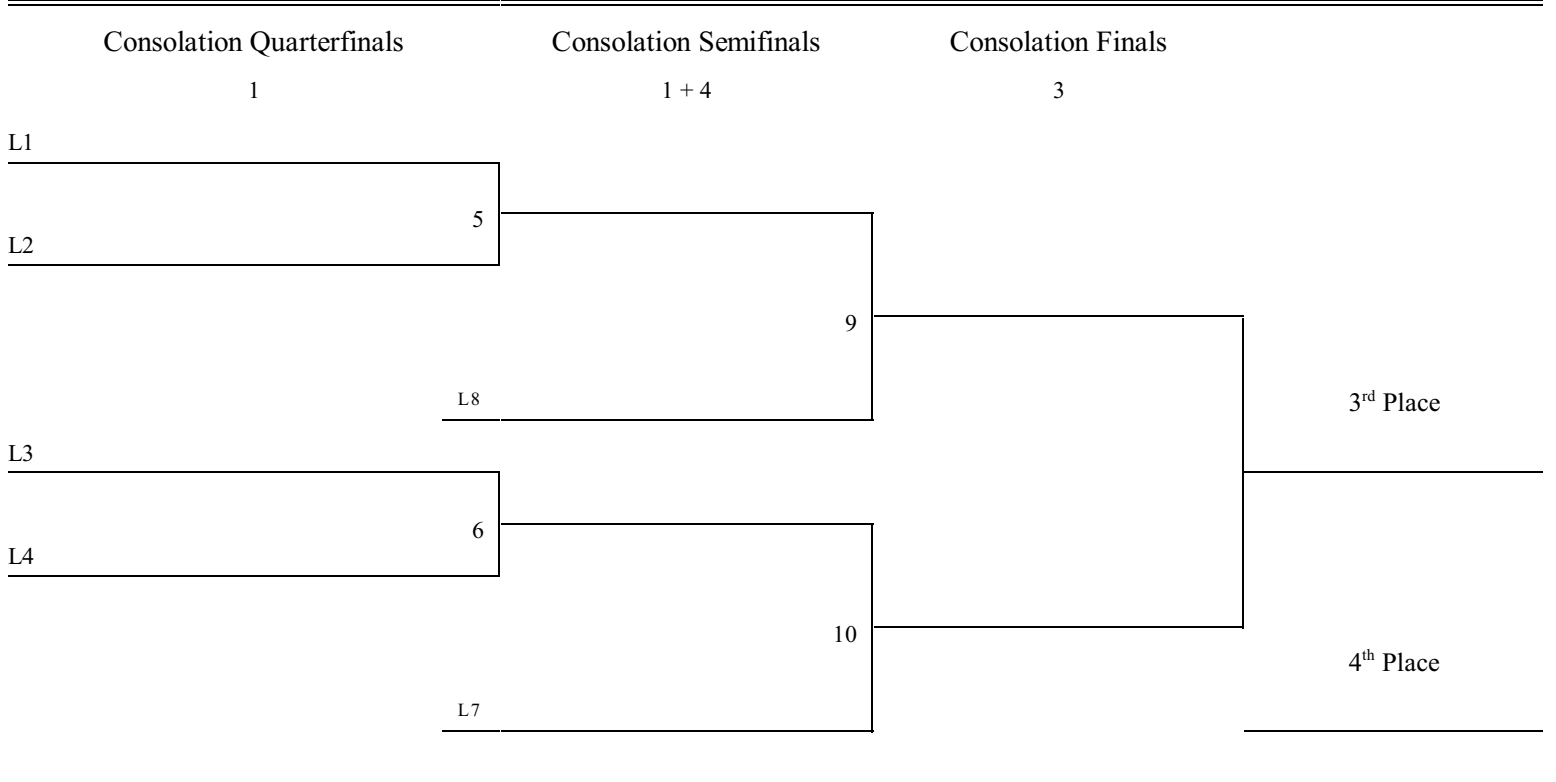 Consolation Quarterfinals Consolation Semifinals Consolation Finals
1 1 + 4 3
L1
5
L2
9
L8
3rd Place
L3
6
L4
10
4th Place
L7